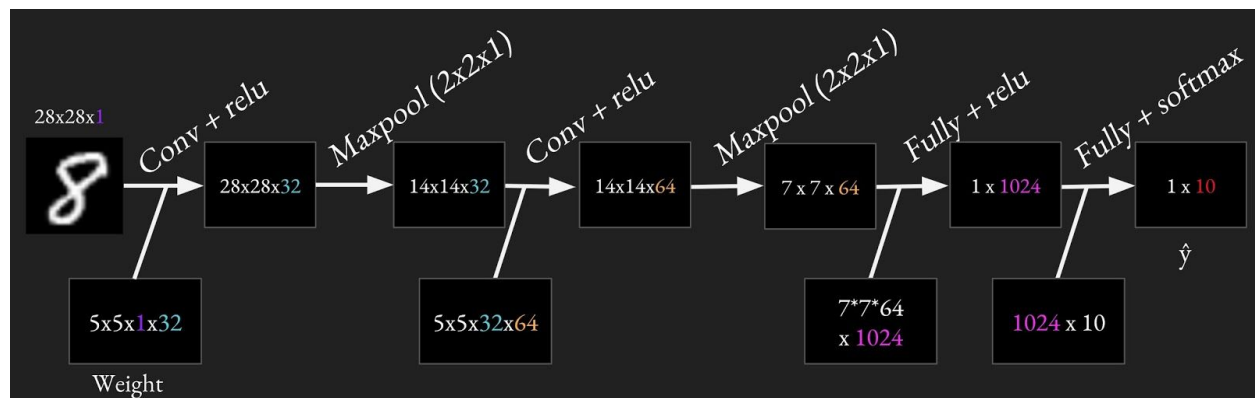 28x28x1
Conv + relu
28x28x32
Maxpool (2x2x1)
14x14x32
Conv + relu
14x14x64
Maxpool (2x2x1)
7 x 7 x 64
Fully + relu
1 x 1024
Fully + softmax
1 x 10
ŷ
5x5x1x32
Weight
5x5x32x64
7*7*64
x 1024
1024 x 10
8